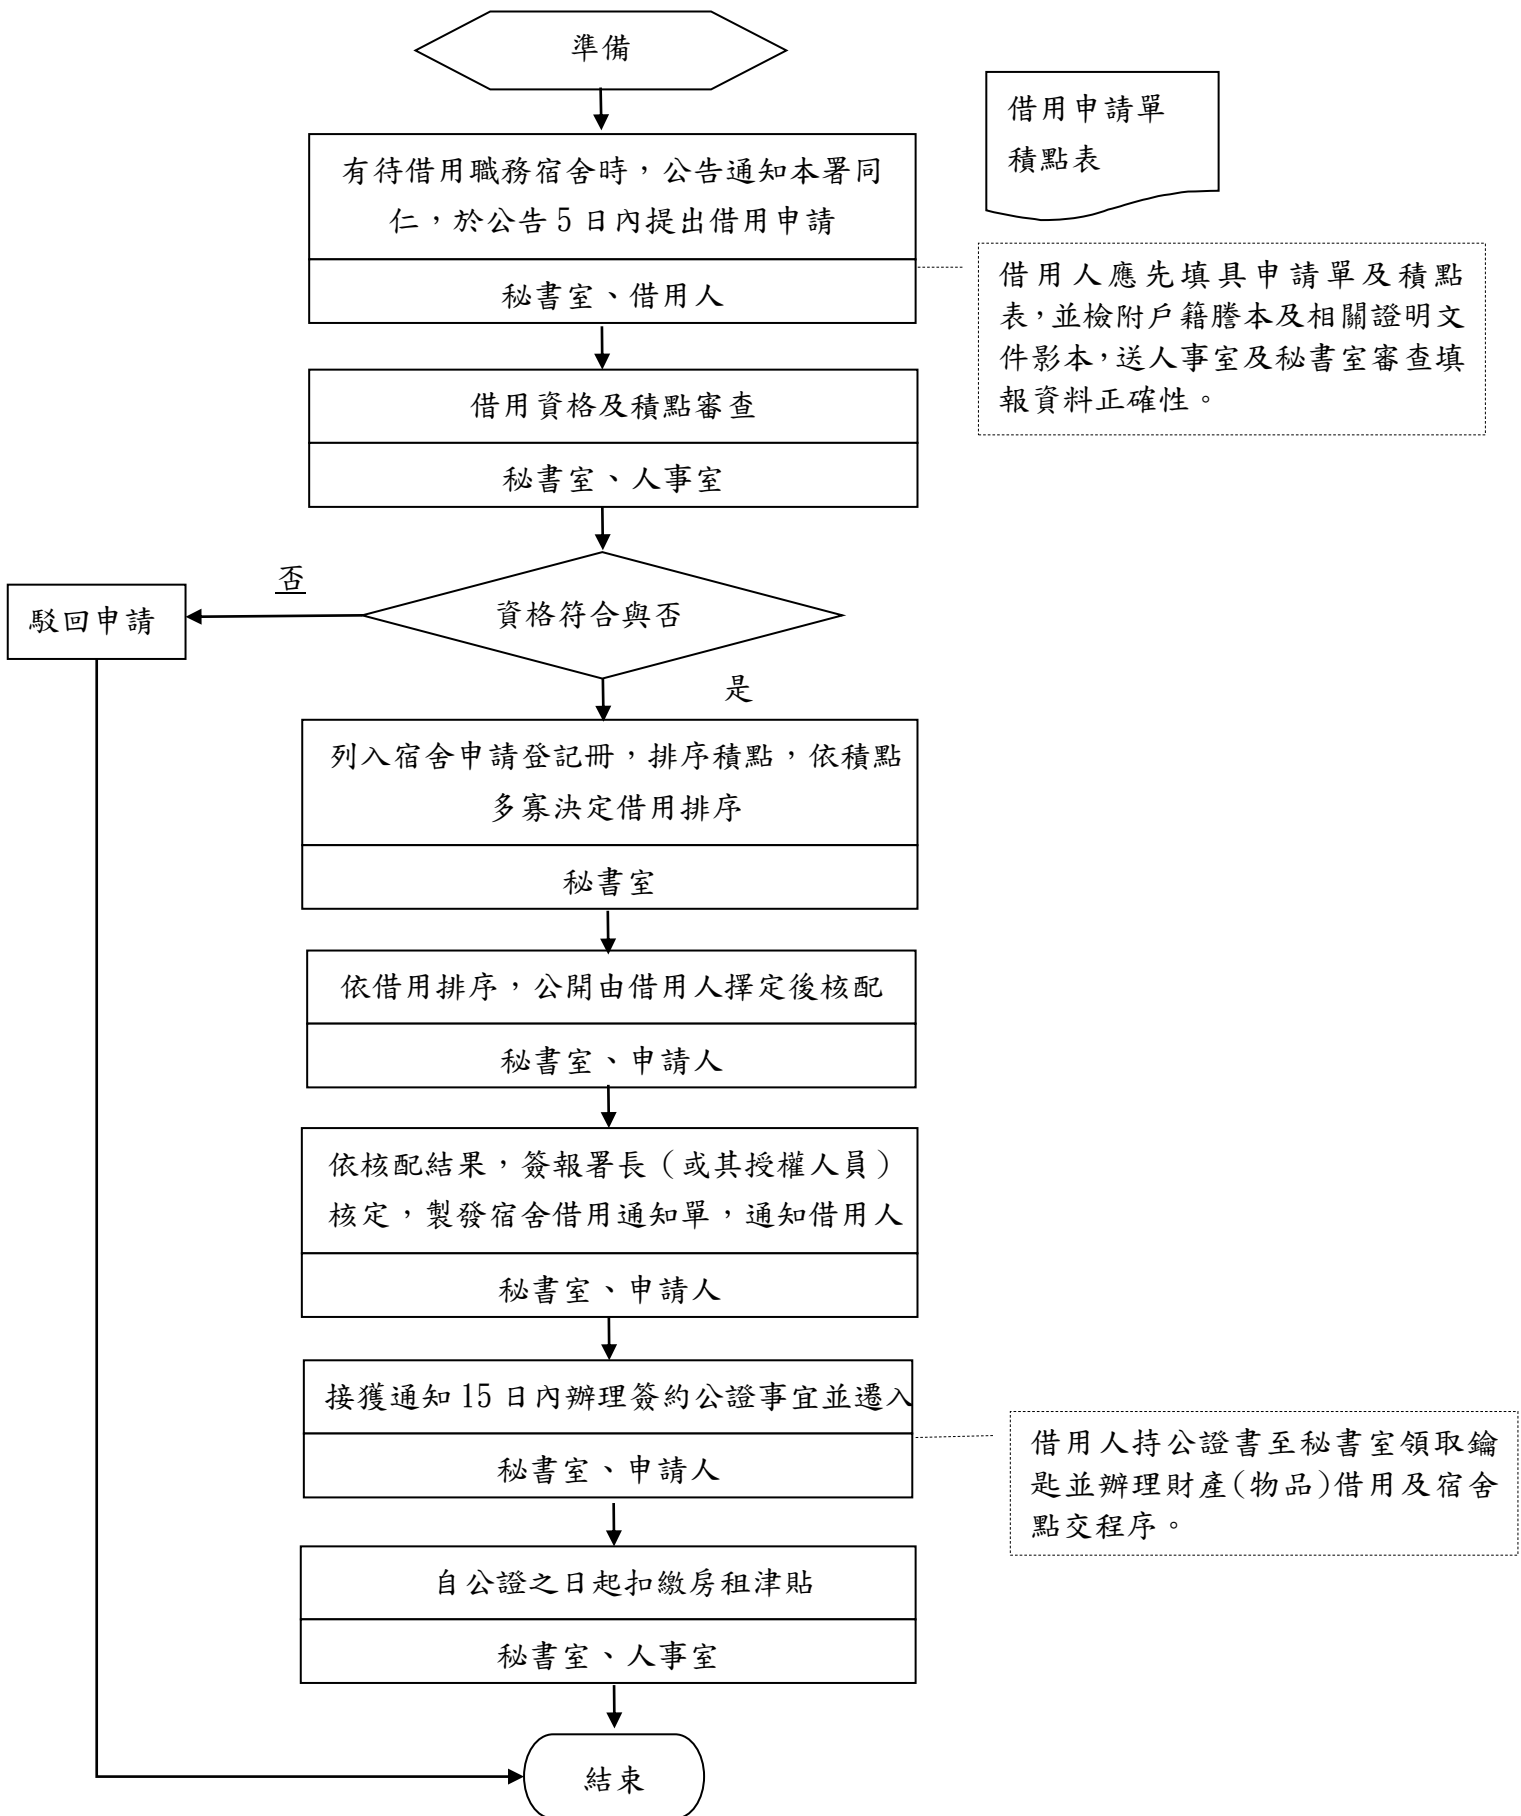 準備
借用申請單
積點表
有待借用職務宿舍時，公告通知本署同
仁，於公告5日內提出借用申請
秘書室、借用人
借用人應先填具申請單及積點
表，並檢附戶籍謄本及相關證明文
件影本，送人事室及秘書室審查填
報資料正確性。
借用資格及積點審查
秘書室、人事室
否
資格符合與否
駁回申請
是
列入宿舍申請登記冊，排序積點，依積點
多寡決定借用排序
秘書室
依借用排序，公開由借用人擇定後核配
秘書室、申請人
依核配結果，簽報署長（或其授權人員）
核定，製發宿舍借用通知單，通知借用人
秘書室、申請人
接獲通知15日內辦理簽約公證事宜並遷入
秘書室、申請人
借用人持公證書至秘書室領取鑰
匙並辦理財產(物品)借用及宿舍
點交程序。
自公證之日起扣繳房租津貼
秘書室、人事室
結束